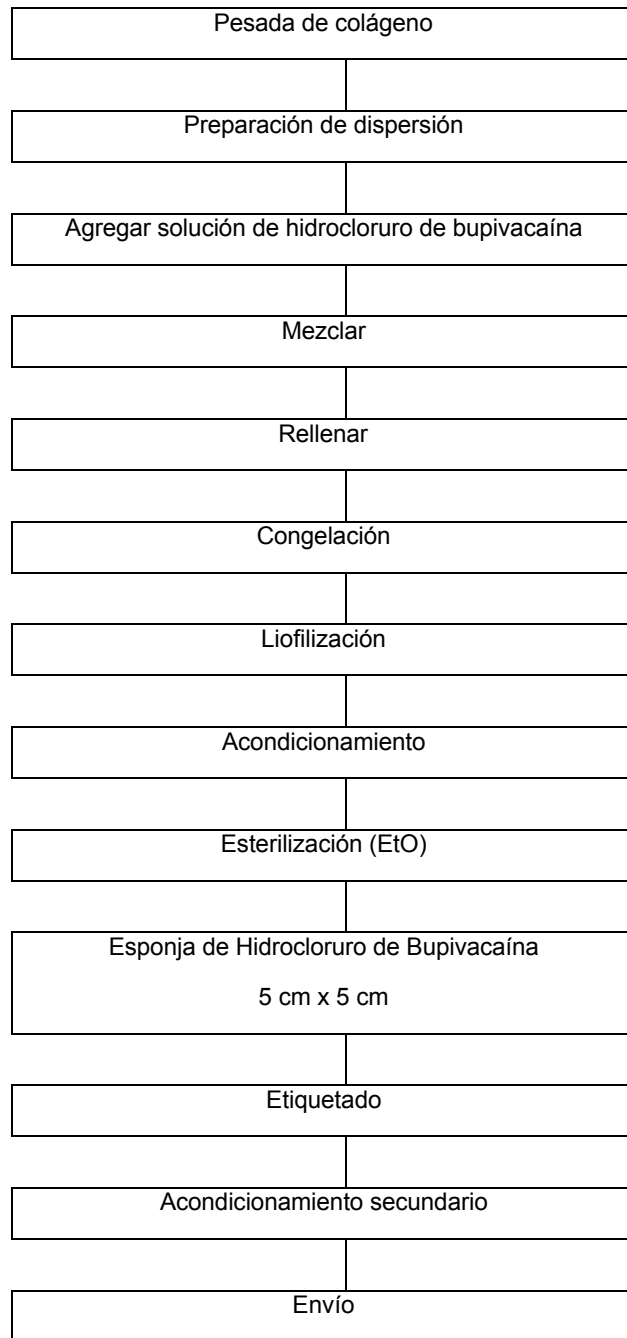 Pesada de colágeno
Preparación de dispersión
Agregar solución de hidrocloruro de bupivacaína
Mezclar
Rellenar
Congelación
Liofilización
Acondicionamiento
Esterilización (EtO)
Esponja de Hidrocloruro de Bupivacaína
5 cm x 5 cm
Etiquetado
Acondicionamiento secundario
Envío